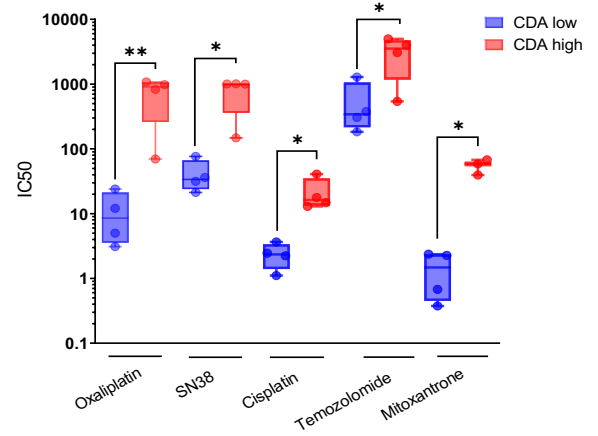 CDA low
CDA high
10000
1000
100
10
1
0.1
IC50
**
*
*
*
*
Oxaliplatin
SN38
Cisplatin
Temozolomide
Mitoxantrone